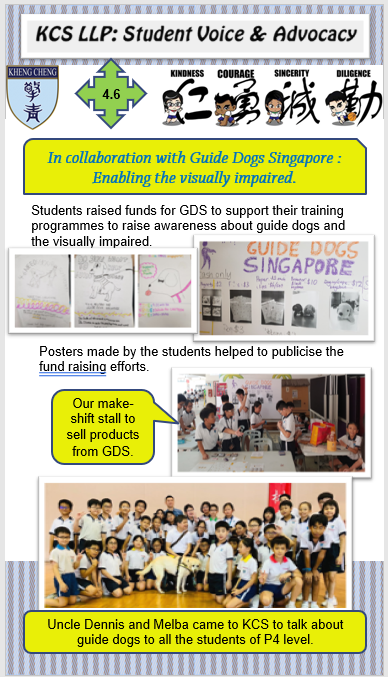 KCS LLP: Student Voice & Advocacy
KHENG CHENG
擎青
4.6
KINDNESS COURAGE SINCERITY DILIGENCE
仁 勇 诚 勤
In collaboration with Guide Dogs Singapore :
Enabling the visually impaired.
Students raised funds for GDS to support their training
programmes to raise awareness about guide dogs and
the visually impaired.
GUIDE DOGS
SINGAPORE
Posters made by the students helped to publicise the
fund raising efforts.
Our make-
shift stall to
sell products
from GDS.
Uncle Dennis and Melba came to KCS to talk about
guide dogs to all the students of P4 level.